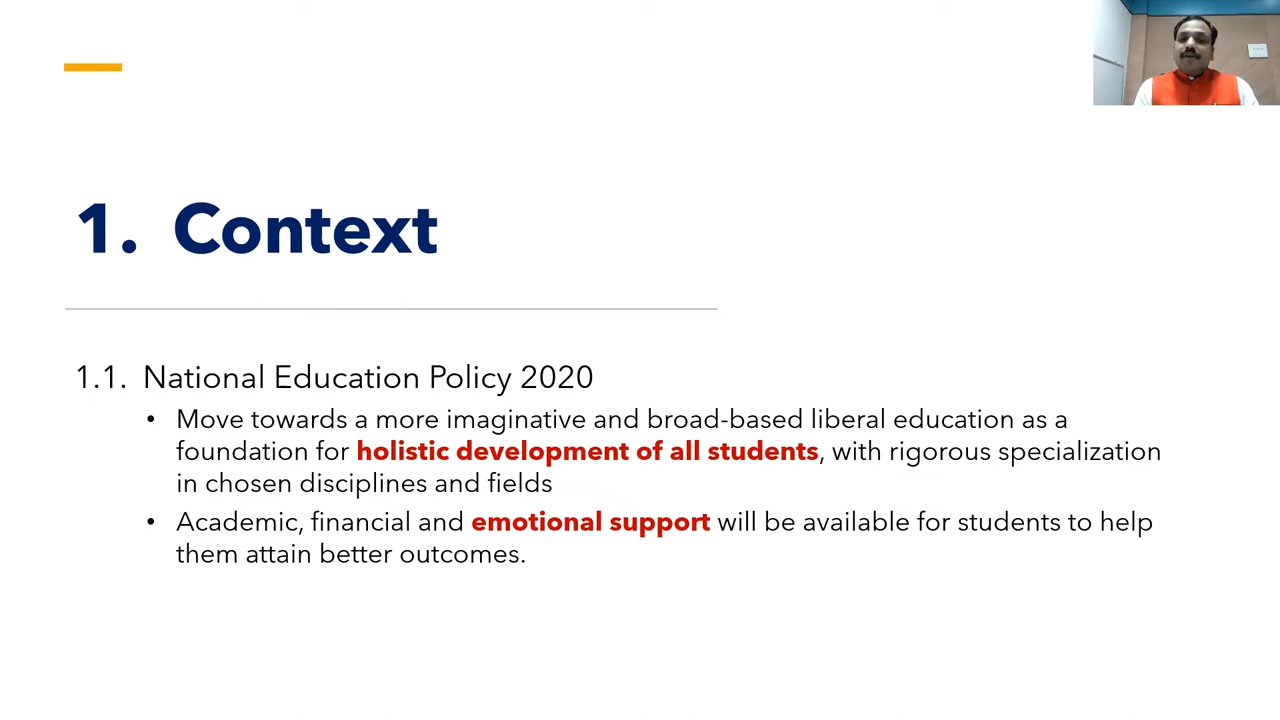 1. Context
1.1. National Education Policy 2020
• Move towards a more imaginative and broad-based liberal education as a
foundation for holistic development of all students, with rigorous specialization
in chosen disciplines and fields
• Academic, financial and emotional support will be available for students to help
them attain better outcomes.